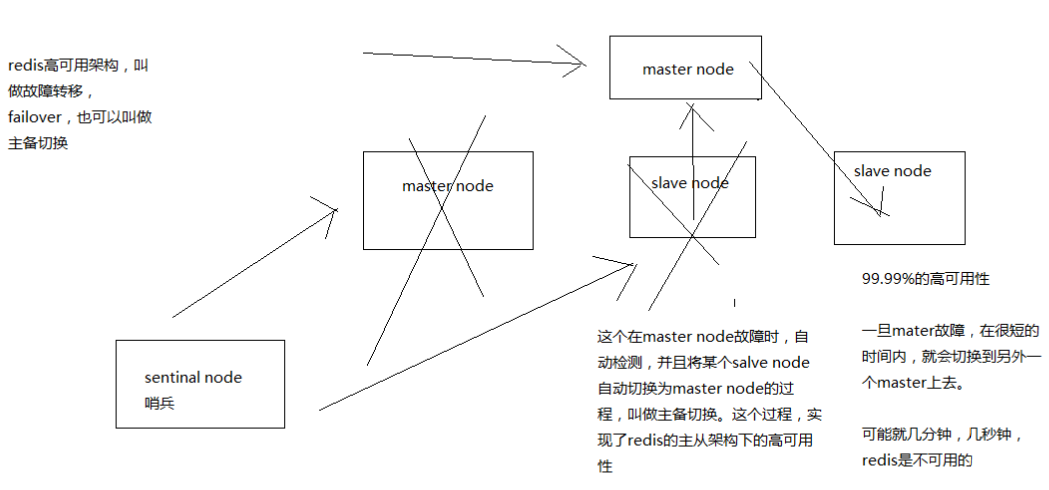 redis高可用架构，叫
做故障转移，
failover，也可以叫做
主备切换
master node
master node
slave node
slave node
sentinal node
哨兵
这个在master node故障时，自
动检测，并且将某个salve node
自动切换为master node的过
程，叫做主备切换。这个过程，实
现了redis的主从架构下的高可用
性
99.99%的高可用性
一旦mater故障，在很短的
时间内，就会切换到另外一
个master上去。
可能就几分钟，几秒钟，
redis是不可用的